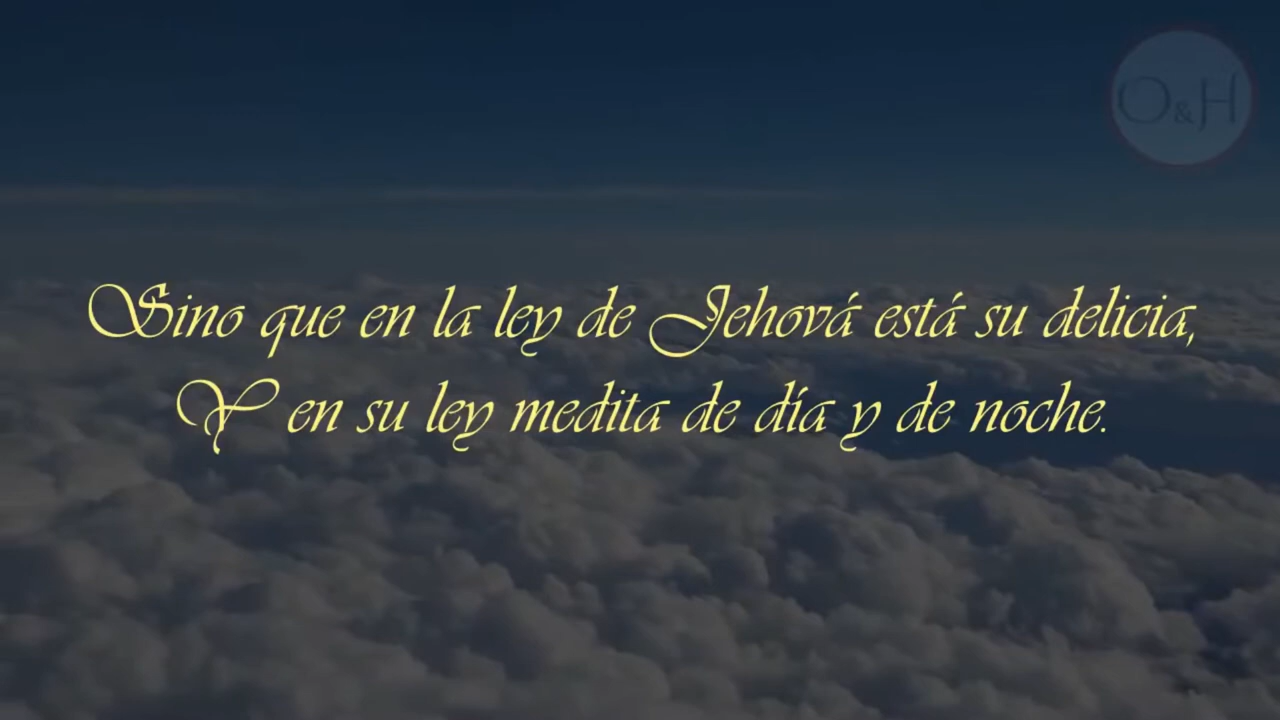 O&H
Sino que en la ley de Jehová está su delicia,
Y en su ley medita de día y de noche.